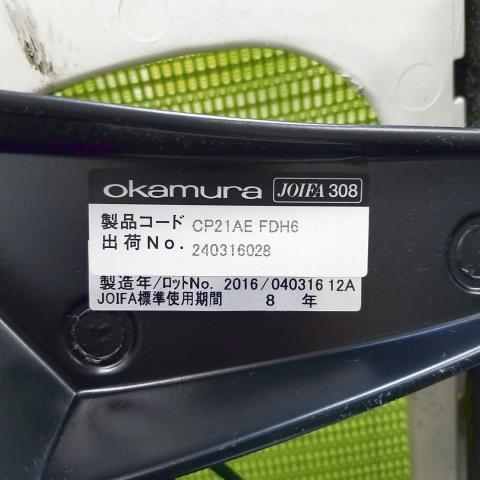 okamura JOIFA 308
製品コード CP21AE FDH6
出荷No. 240316028
製造年/ロットNo. 2016/040316 12A
JOIFA標準使用期間 8 年